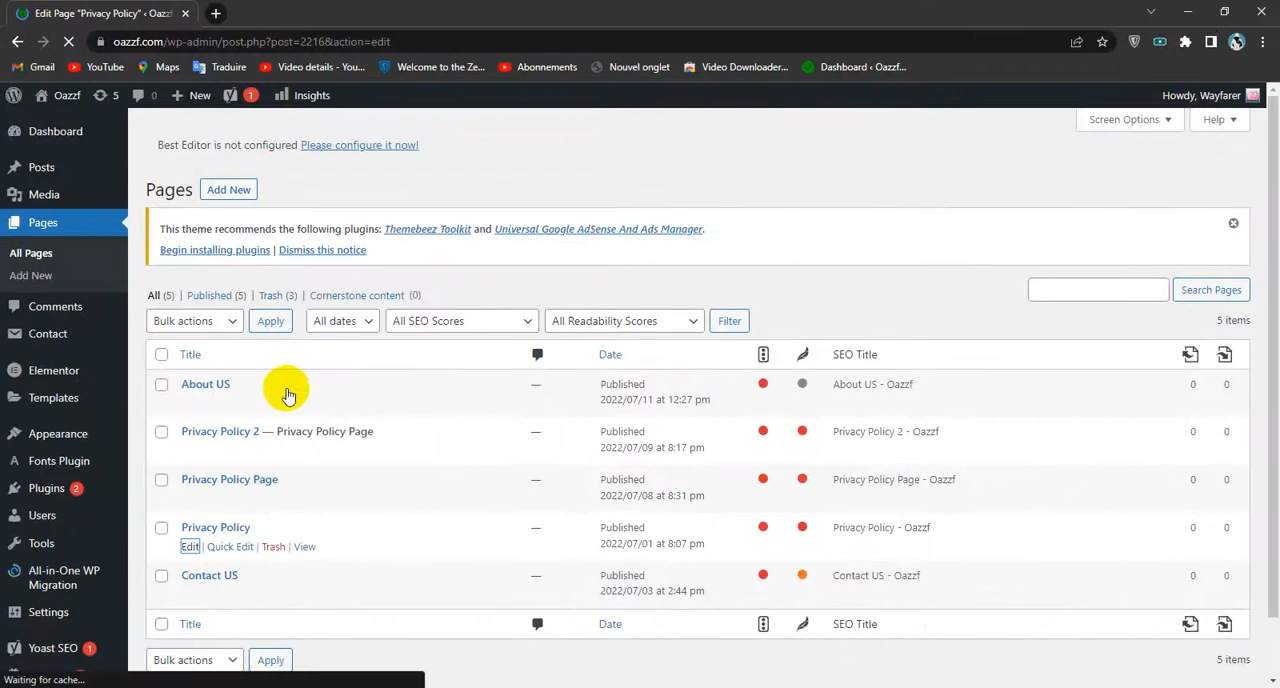 Edit Page “Privacy Policy” ‹ Oazzf
oazzf.com/wp-admin/post.php?post=2216&action=edit
Gmail YouTube Maps Traduire Video details - You... Welcome to the Ze... Abonnements Nouvel onglet Video Downloader... Dashboard ‹ Oazzf...
Oazzf 5 0 New 1 Insights Howdy, Wayfarer
Screen Options Help
Dashboard
Posts
Media
Pages
All Pages
Add New
Comments
Contact
Elementor
Templates
Appearance
Fonts Plugin
Plugins 2
Users
Tools
All-in-One WP
Migration
Settings
Yoast SEO 1
Best Editor is not configured Please configure it now!
Pages Add New
This theme recommends the following plugins: Themebeez Toolkit and Universal Google AdSense And Ads Manager.
Begin installing plugins | Dismiss this notice
All (5) | Published (5) | Trash (3) | Cornerstone content (0)
Search Pages
Bulk actions Apply All dates All SEO Scores All Readability Scores Filter 5 items
Title Date SEO Title
About US — Published About US - Oazzf 0 0
2022/07/11 at 12:27 pm
Privacy Policy 2 — Privacy Policy Page — Published Privacy Policy 2 - Oazzf 0 0
2022/07/09 at 8:17 pm
Privacy Policy Page — Published Privacy Policy Page - Oazzf 0 0
2022/07/08 at 8:31 pm
Privacy Policy — Published Privacy Policy - Oazzf 0 0
Edit | Quick Edit | Trash | View 2022/07/01 at 8:07 pm
Contact US — Published Contact US - Oazzf 0 0
2022/07/03 at 2:44 pm
Title Date SEO Title
Bulk actions Apply 5 items
Waiting for cache...